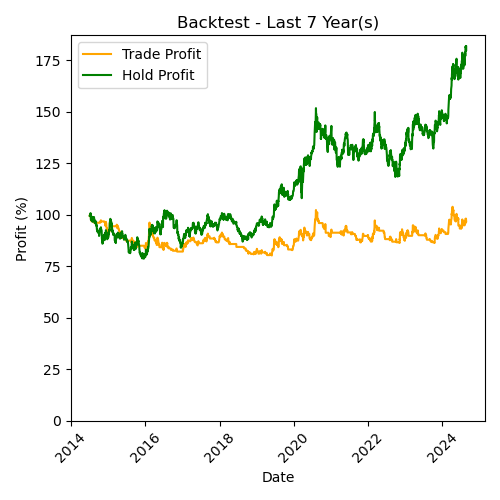 Backtest - Last 7 Year(s)
Trade Profit
Hold Profit
Profit (%)
175
150
125
100
75
50
25
0
2014
2016
2018
2020
2022
2024
Date